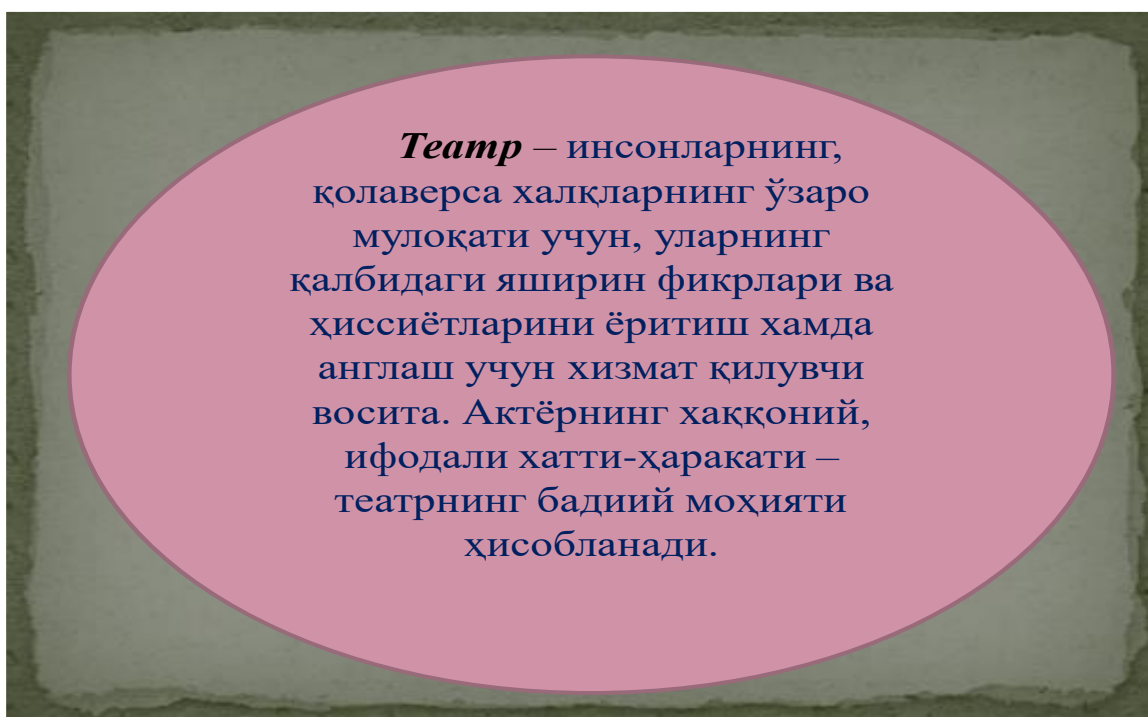 Театр – инсонларнинг,
қолаверса халқларнинг ўзаро
мулоқати учун, уларнинг
қалбидаги яширин фикрлари ва
ҳиссиётларини ёритиш хамда
англаш учун хизмат қилувчи
восита. Актёрнинг хаққоний,
ифодали хатти-ҳаракати –
театрнинг бадиий моҳияти
ҳисобланади.